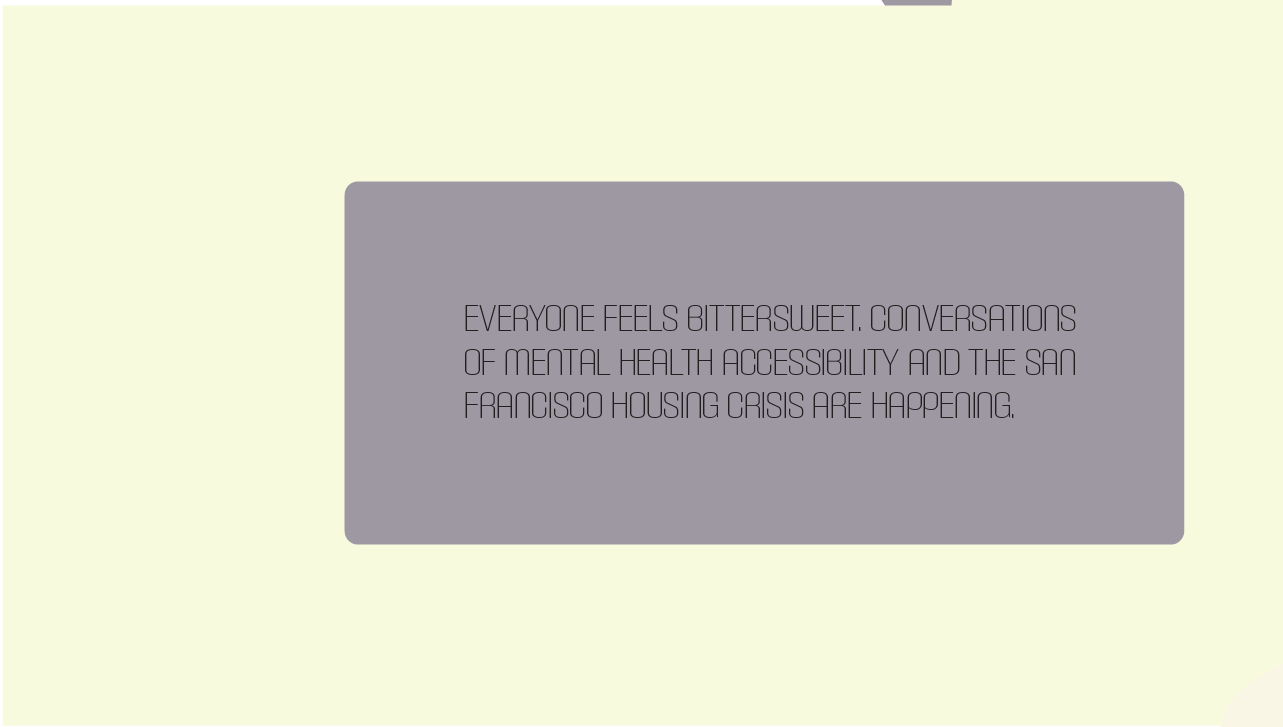 EVERYONE FEELS BITTERSWEET. CONVERSATIONS
OF MENTAL HEALTH ACCESSIBILITY AND THE SAN
FRANCISCO HOUSING CRISIS ARE HAPPENING.